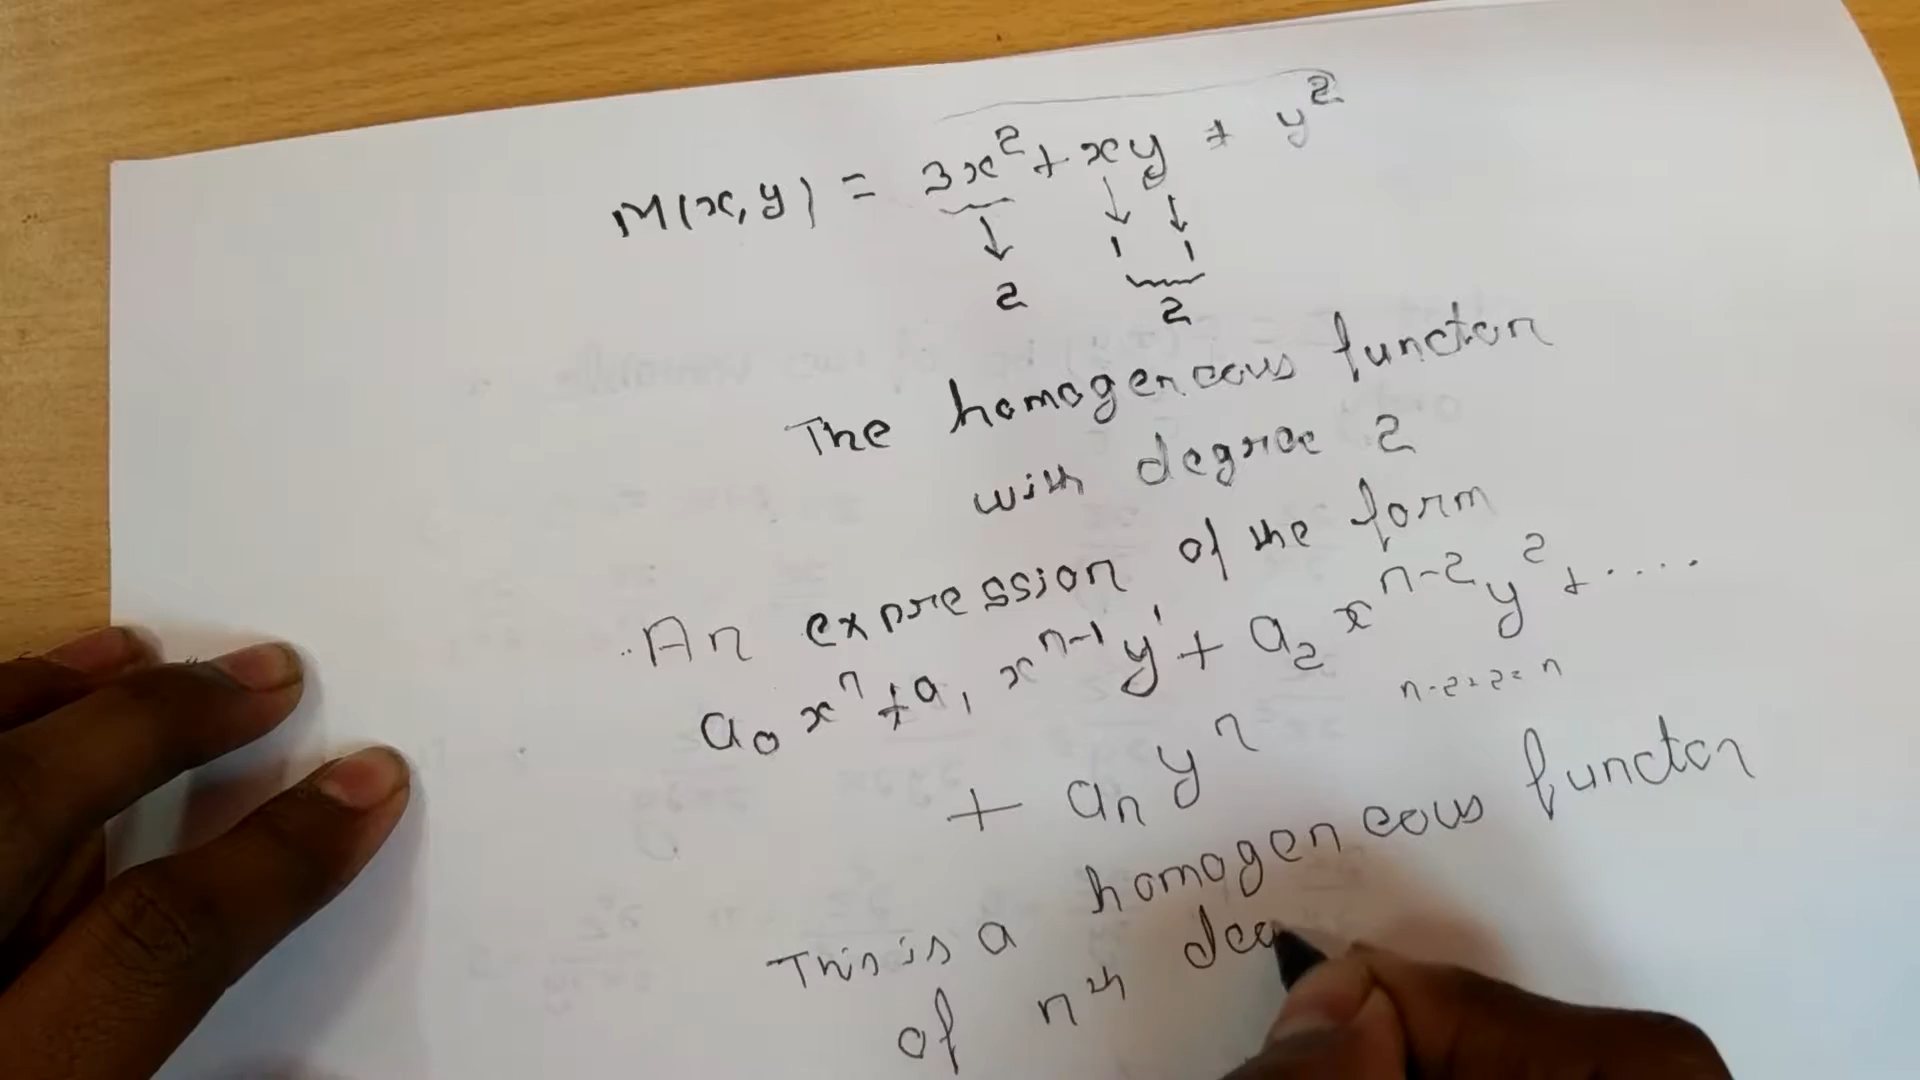 M(x,y) = 3x² + xy + y²
↓ ↓ ↓
2 1 1
2
The homogeneous function
with degree 2
An expression of the form
a₀xⁿ + a₁xⁿ⁻¹y¹ + a₂xⁿ⁻²y² + ....
n-2+2=n
+ aₙyⁿ
This is a homogeneous function
of nth deg